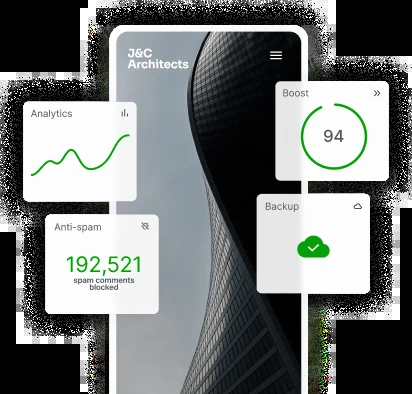 J&C
Architects
Analytics
Boost
94
Anti-spam
192,521
spam comments
blocked
Backup